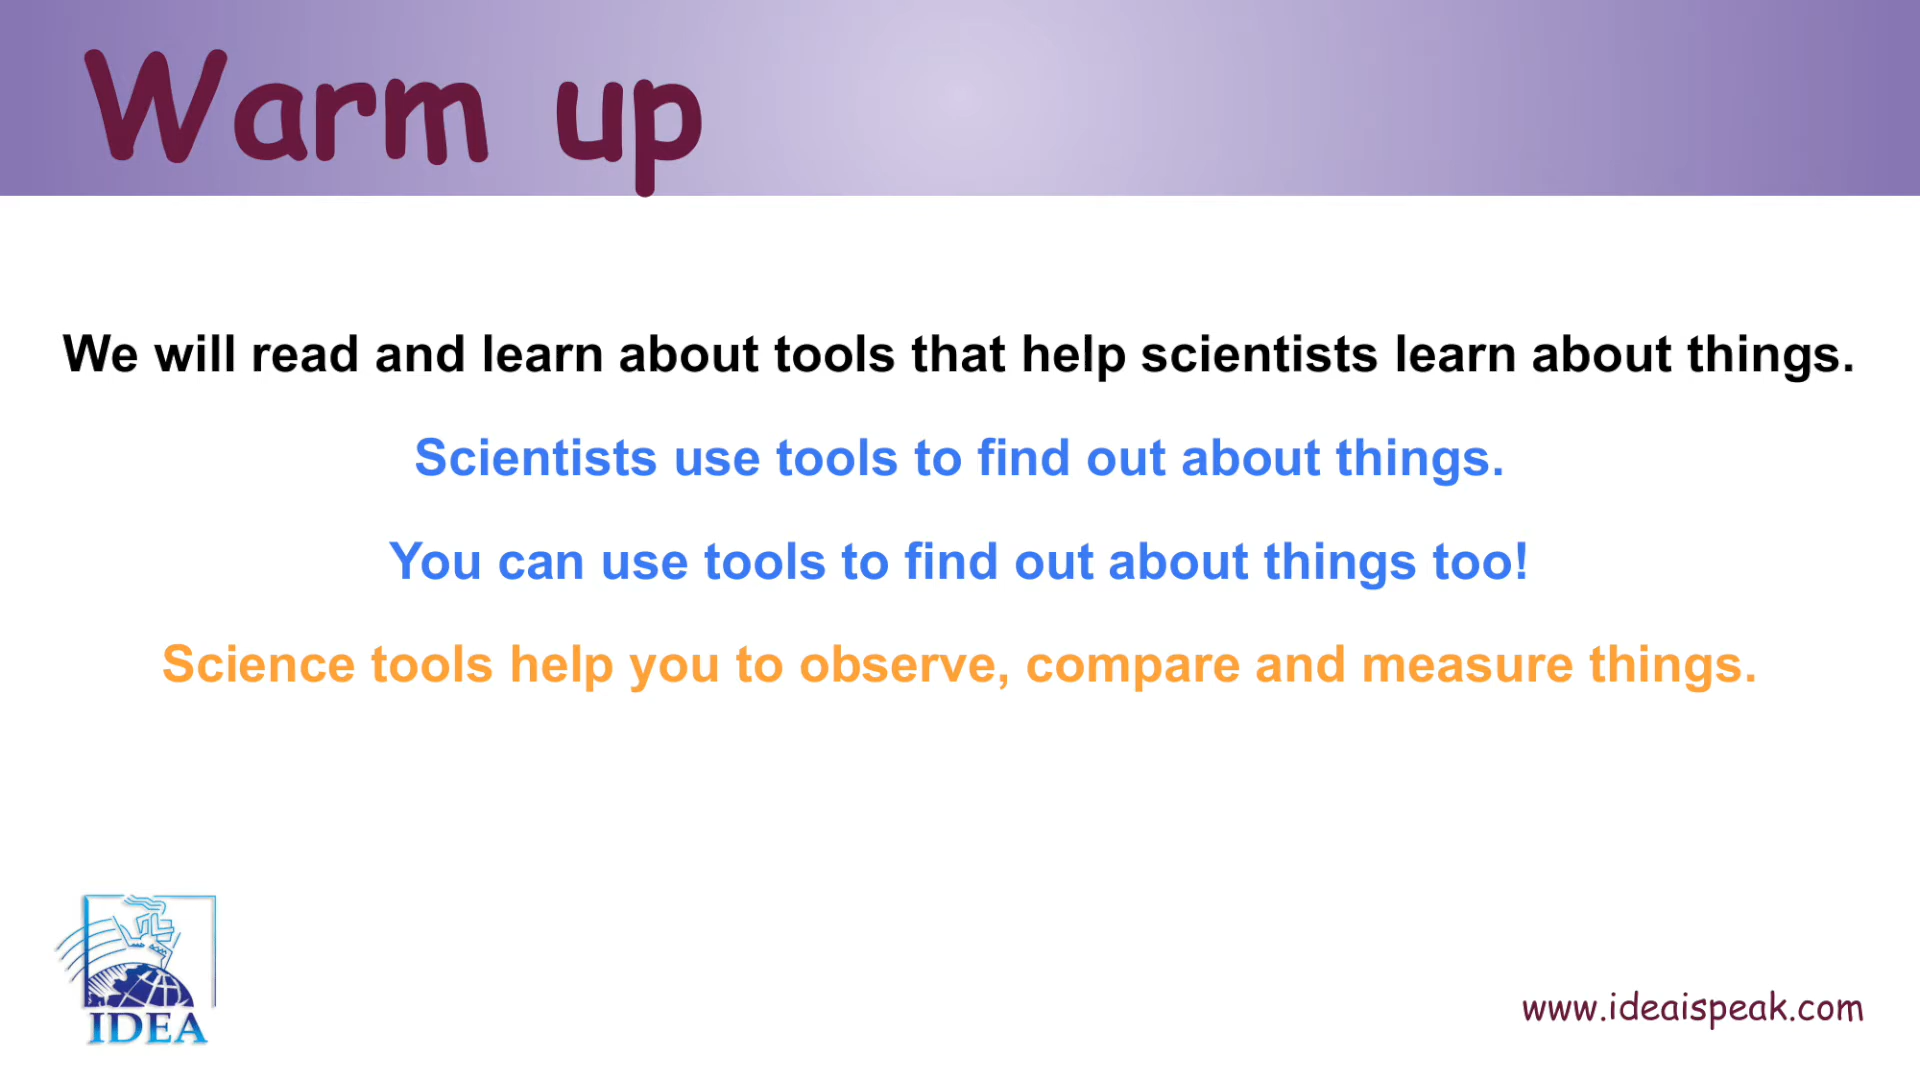 Warm up
We will read and learn about tools that help scientists learn about things.
Scientists use tools to find out about things.
You can use tools to find out about things too!
Science tools help you to observe, compare and measure things.
IDEA
www.ideaispeak.com